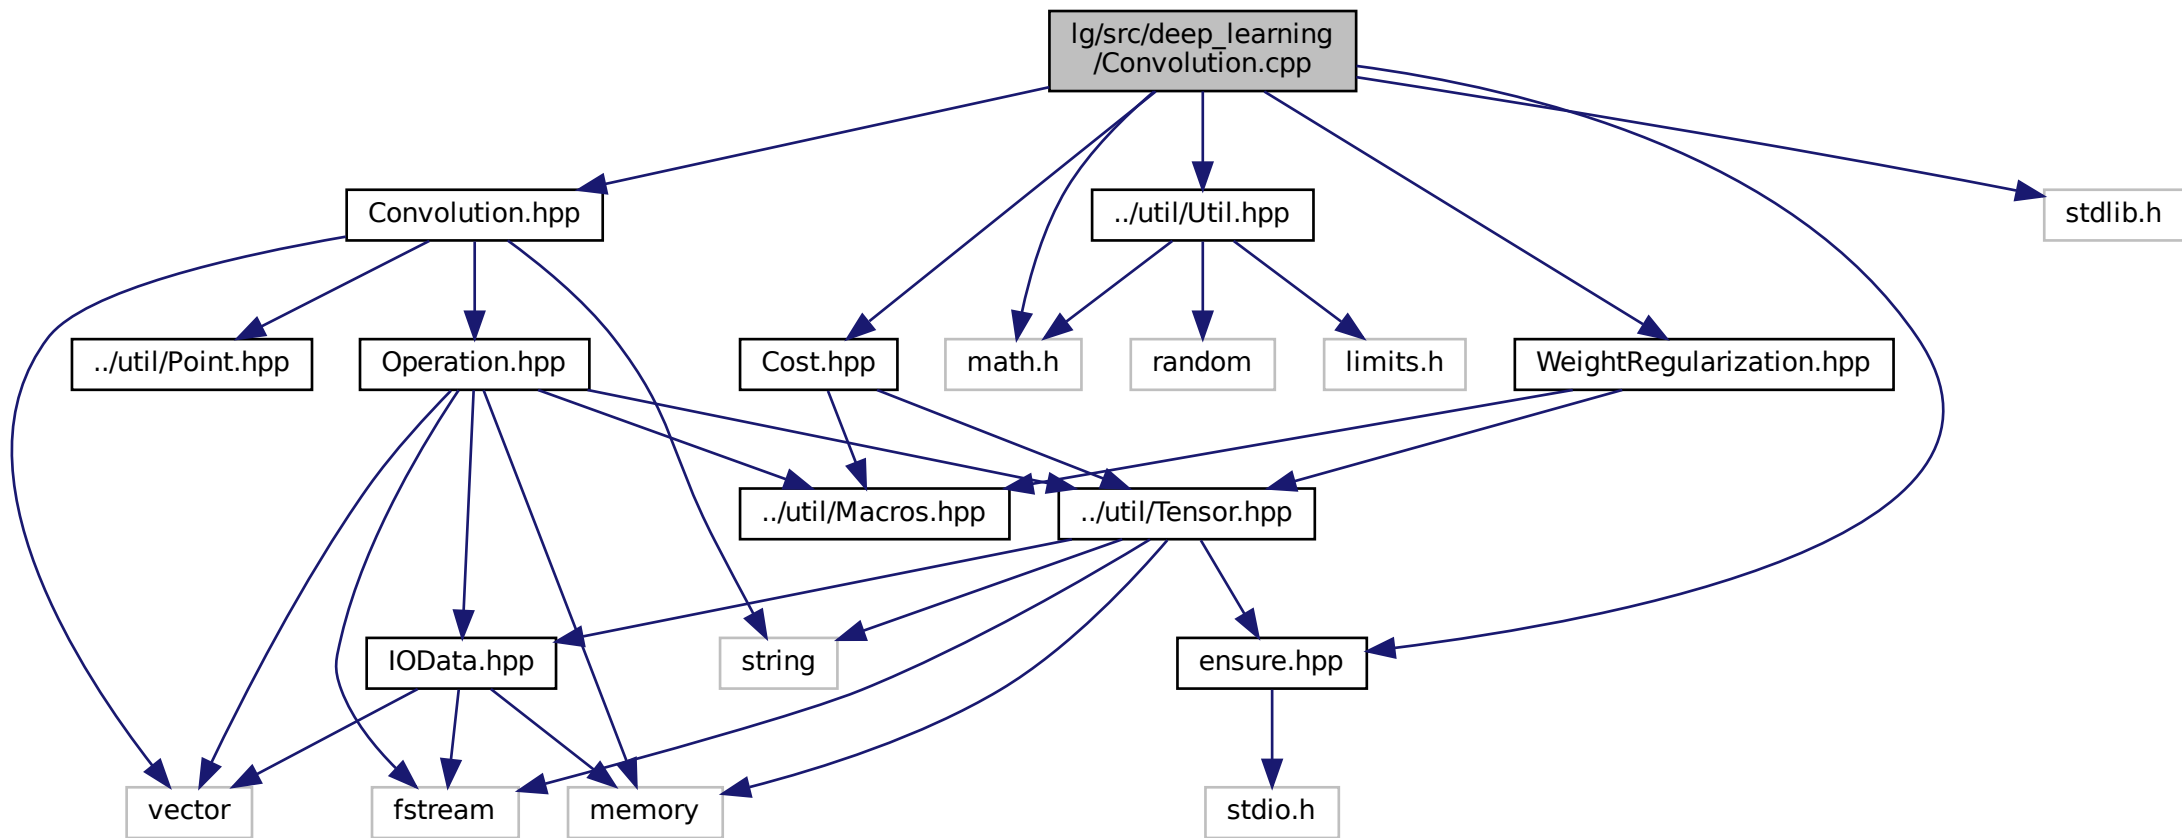 lg/src/deep_learning
/Convolution.cpp
Convolution.hpp
../util/Util.hpp
stdlib.h
../util/Point.hpp
Operation.hpp
Cost.hpp
math.h
random
limits.h
WeightRegularization.hpp
../util/Macros.hpp
../util/Tensor.hpp
IOData.hpp
string
ensure.hpp
vector
fstream
memory
stdio.h